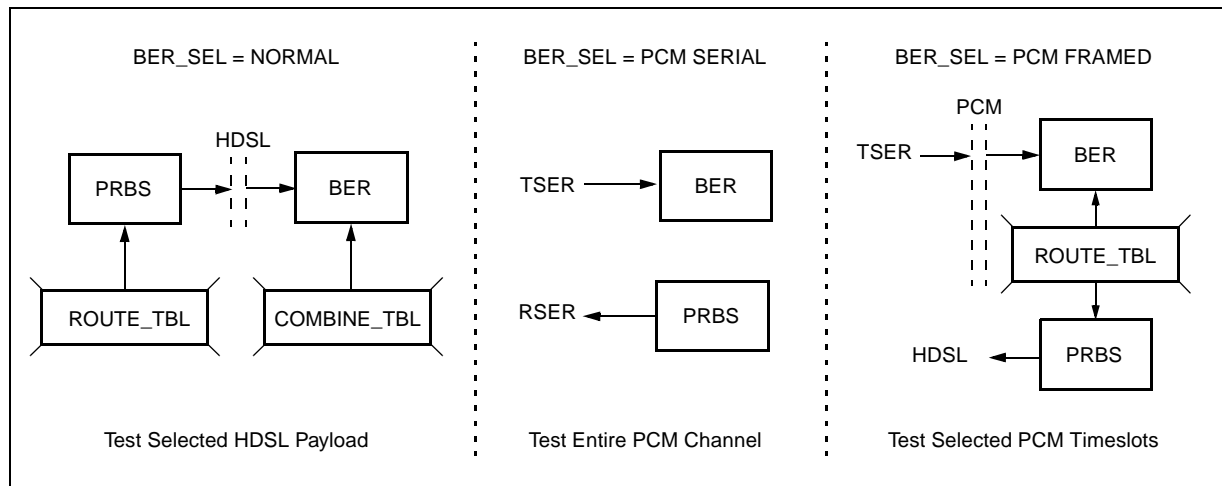 BER_SEL = NORMAL
HDSL
PRBS
BER
ROUTE_TBL
COMBINE_TBL
Test Selected HDSL Payload
BER_SEL = PCM SERIAL
TSER
BER
RSER
PRBS
Test Entire PCM Channel
BER_SEL = PCM FRAMED
PCM
TSER
BER
ROUTE_TBL
HDSL
PRBS
Test Selected PCM Timeslots